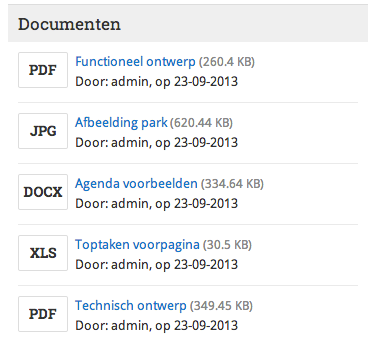 Documenten
PDF
Functioneel ontwerp (260.4 KB)
Door: admin, op 23-09-2013
JPG
Afbeelding park (620.44 KB)
Door: admin, op 23-09-2013
DOCX
Agenda voorbeelden (334.64 KB)
Door: admin, op 23-09-2013
XLS
Toptaken voorpagina (30.5 KB)
Door: admin, op 23-09-2013
PDF
Technisch ontwerp (349.45 KB)
Door: admin, op 23-09-2013